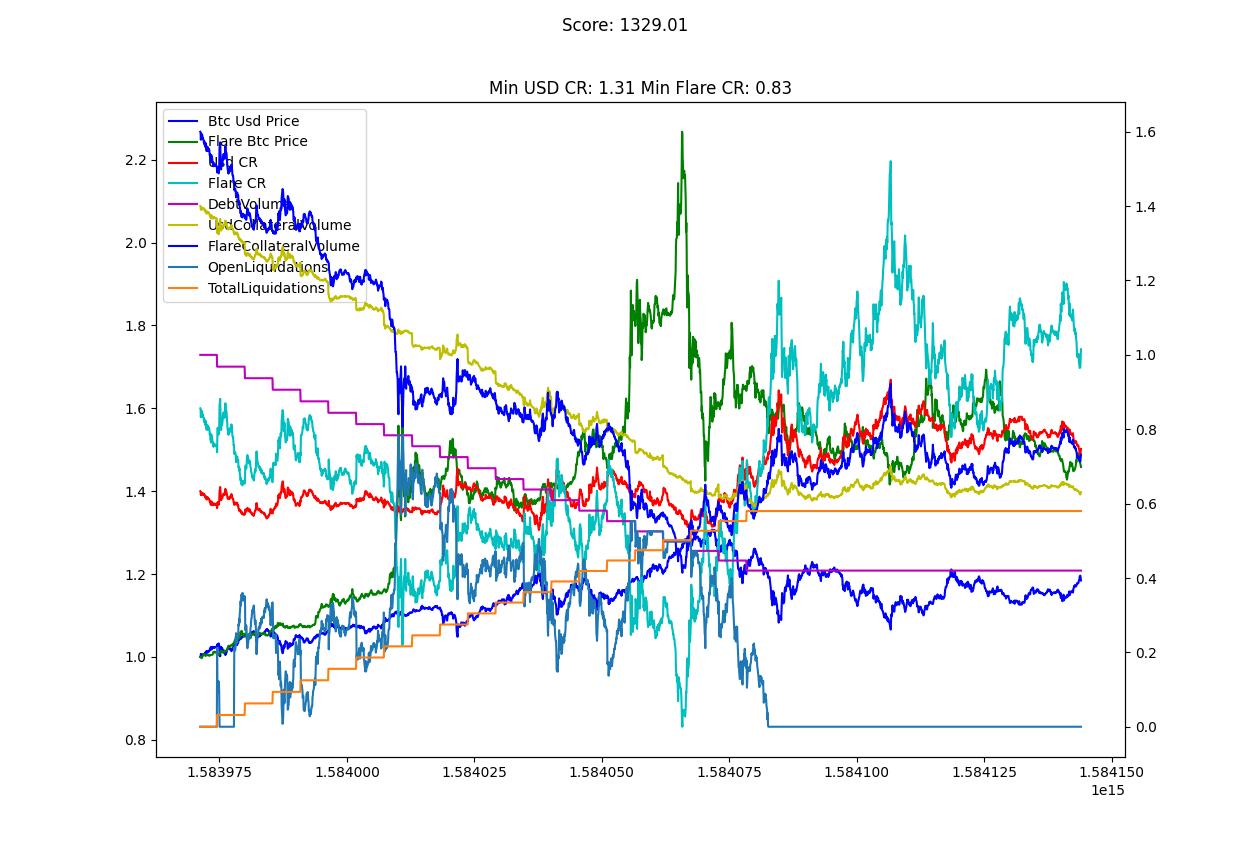 Score: 1329.01
Min USD CR: 1.31 Min Flare CR: 0.83
Btc Usd Price
Flare Btc Price
Usd CR
Flare CR
DebtVolume
UsdCollateralVolume
FlareCollateralVolume
OpenLiquidations
TotalLiquidations
2.2
2.0
1.8
1.6
1.4
1.2
1.0
0.8
1.6
1.4
1.2
1.0
0.8
0.6
0.4
0.2
0.0
1.583975 1.584000 1.584025 1.584050 1.584075 1.584100 1.584125 1.584150
1e15